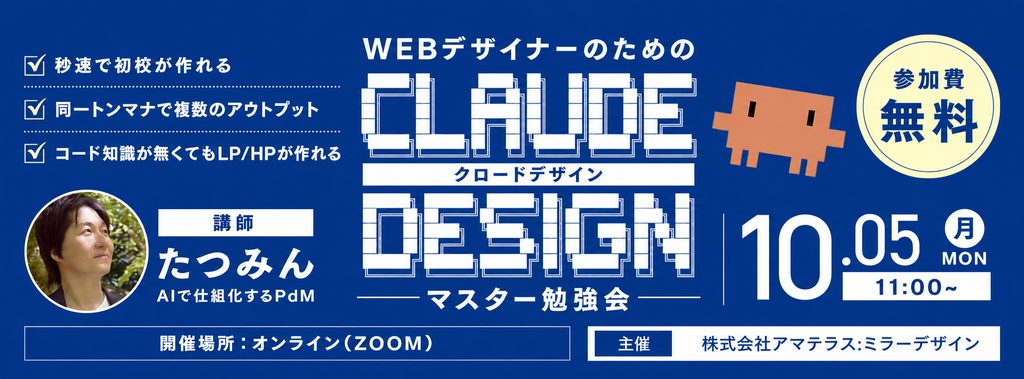 WEBデザイナーのための
CLAUDE
クロードデザイン
DESIGN
マスター勉強会
秒速で初校が作れる
同一トンマナで複数のアウトプット
コード知識が無くてもLP/HPが作れる
講師
たつみん
AIで仕組化するPdM
参加費
無料
10.05
月
MON
11:00~
開催場所:オンライン(ZOOM)
主催
株式会社アマテラス:ミラーデザイン